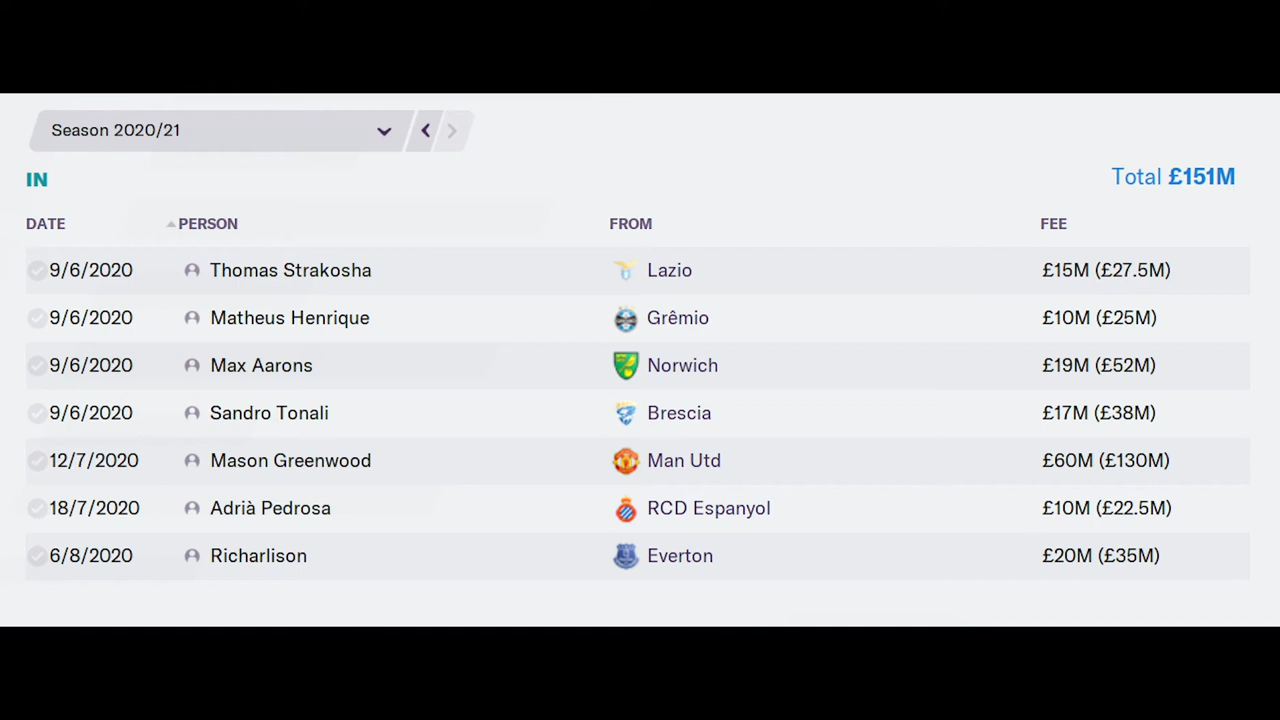 Season 2020/21
IN
Total £151M
DATE PERSON FROM FEE
9/6/2020 Thomas Strakosha Lazio £15M (£27.5M)
9/6/2020 Matheus Henrique Grêmio £10M (£25M)
9/6/2020 Max Aarons Norwich £19M (£52M)
9/6/2020 Sandro Tonali Brescia £17M (£38M)
12/7/2020 Mason Greenwood Man Utd £60M (£130M)
18/7/2020 Adrià Pedrosa RCD Espanyol £10M (£22.5M)
6/8/2020 Richarlison Everton £20M (£35M)